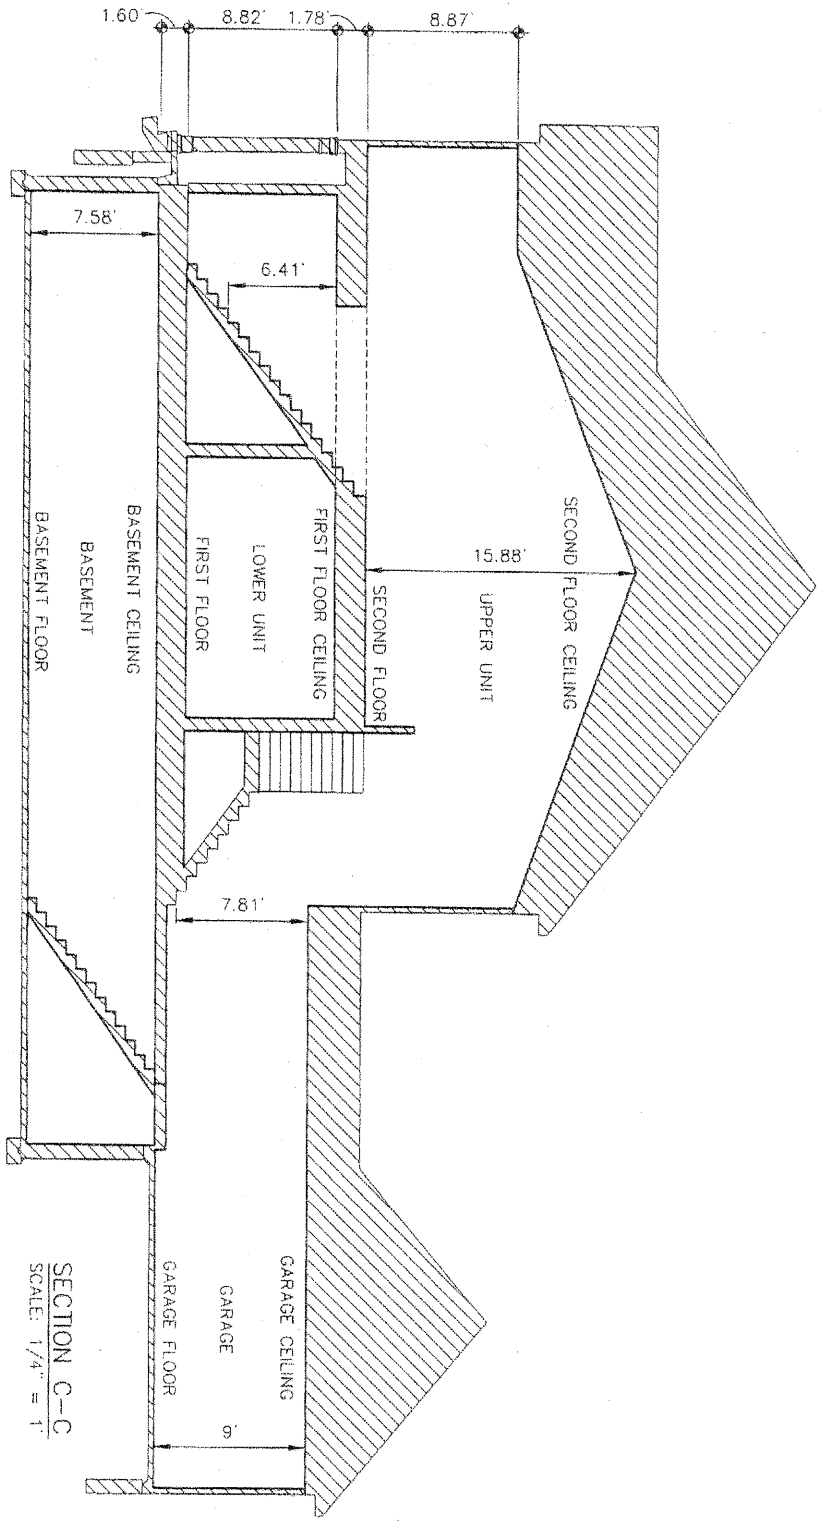 1.60'
8.82'
1.78'
8.87'
7.58'
6.41'
15.88'
SECOND FLOOR CEILING
UPPER UNIT
SECOND FLOOR
FIRST FLOOR CEILING
LOWER UNIT
FIRST FLOOR
BASEMENT CEILING
BASEMENT
BASEMENT FLOOR
7.81'
GARAGE CEILING
GARAGE
GARAGE FLOOR
9'
SECTION C-C
SCALE: 1/4" = 1'